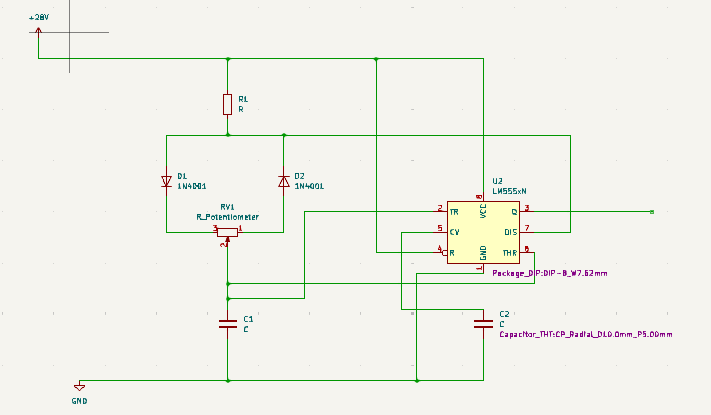 +28V
R1
R
D1
1N4001
D2
1N4001
RV1
R_Potentiometer
3
1
2
U2
LM555xN
8
VCC
2
TR
Q
3
5
CV
DIS
7
4
R
THR
6
GND
1
Package_DIP:DIP-8_W7.62mm
C1
C
C2
C
Capacitor_THT:CP_Radial_D10.0mm_P5.00mm
GND